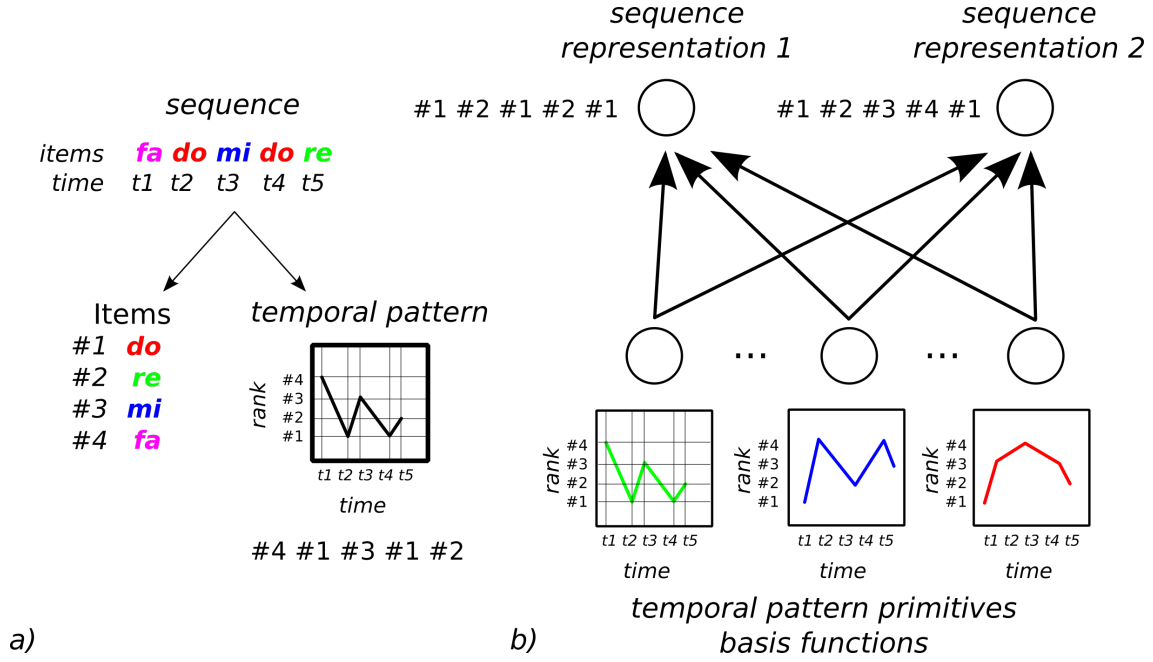 sequence
items fa do mi do re
time t1 t2 t3 t4 t5
Items
#1 do
#2 re
#3 mi
#4 fa
temporal pattern
rank
#4
#3
#2
#1
t1 t2 t3 t4 t5
time
#4 #1 #3 #1 #2
a)
sequence
representation 1
#1 #2 #1 #2 #1
sequence
representation 2
#1 #2 #3 #4 #1
... ...
rank
#4
#3
#2
#1
t1 t2 t3 t4 t5
time
rank
#4
#3
#2
#1
t1 t2 t3 t4 t5
time
rank
#4
#3
#2
#1
t1 t2 t3 t4 t5
time
temporal pattern primitives
basis functions
b)